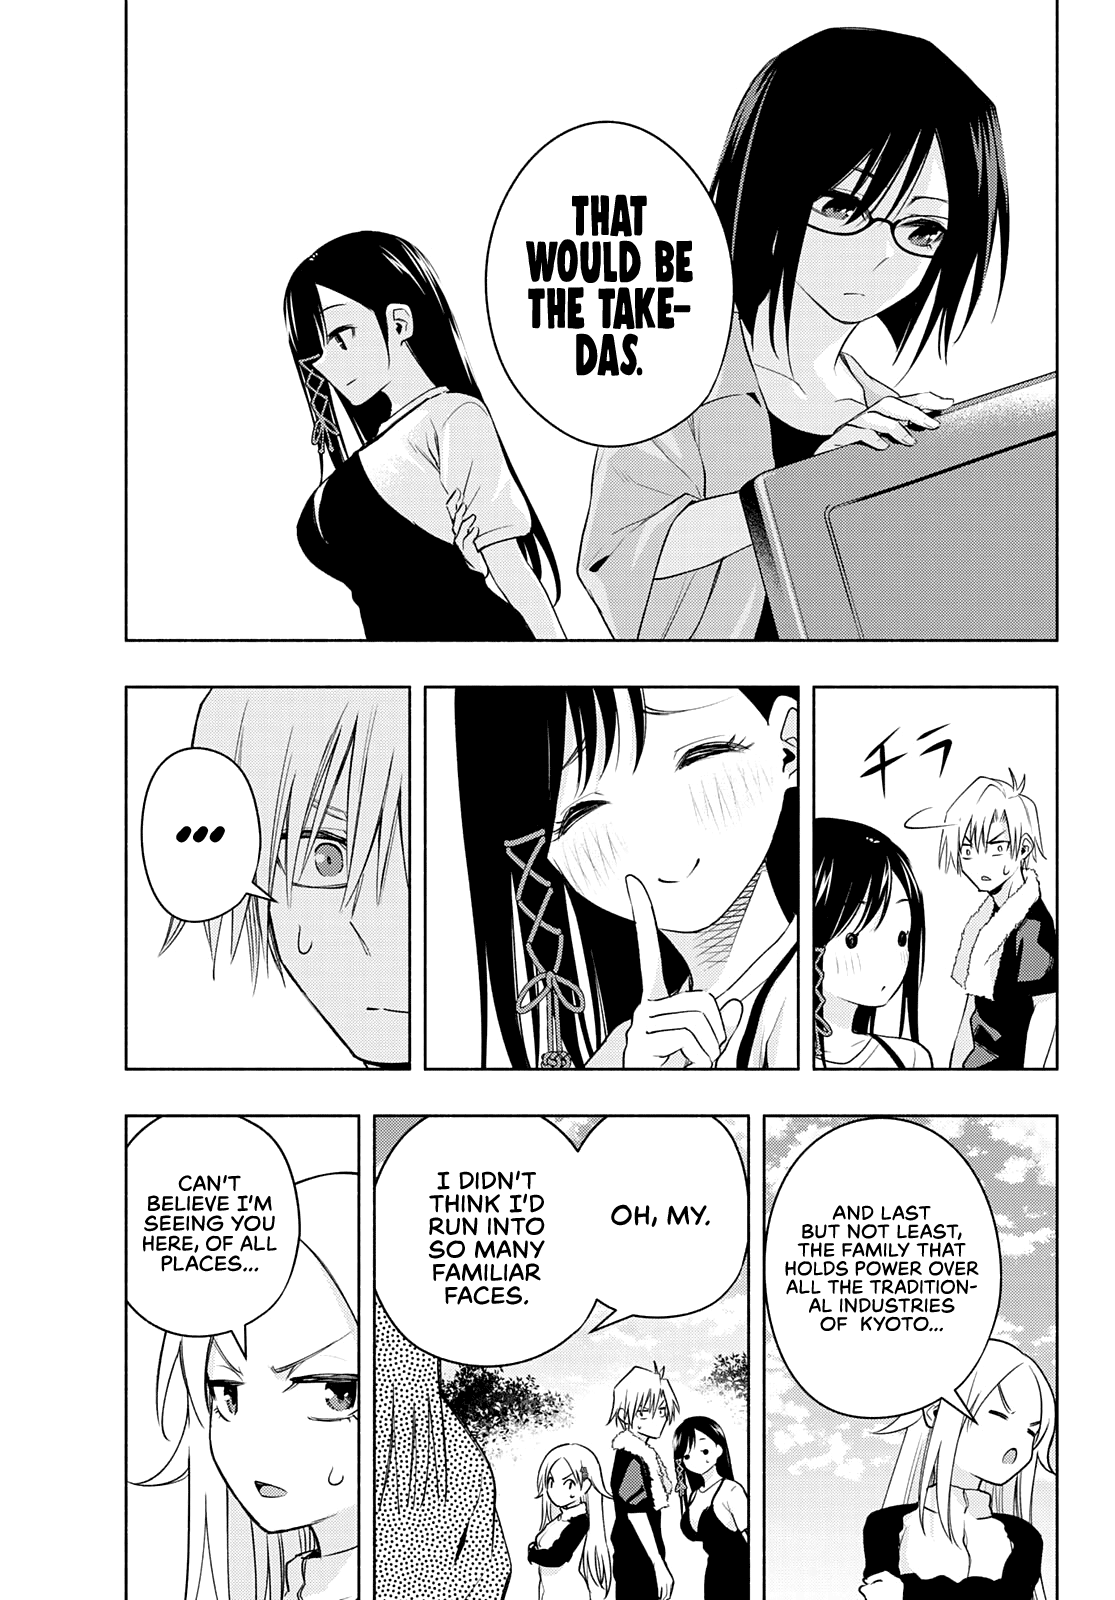 THAT
WOULD BE
THE TAKE-
DAS.
チラ
...
AND LAST
BUT NOT LEAST,
THE FAMILY THAT
HOLDS POWER OVER
ALL THE TRADITION-
AL INDUSTRIES
OF KYOTO...
OH, MY.
I DIDN'T
THINK I'D
RUN INTO
SO MANY
FAMILIAR
FACES.
CAN'T
BELIEVE I'M
SEEING YOU
HERE, OF ALL
PLACES...